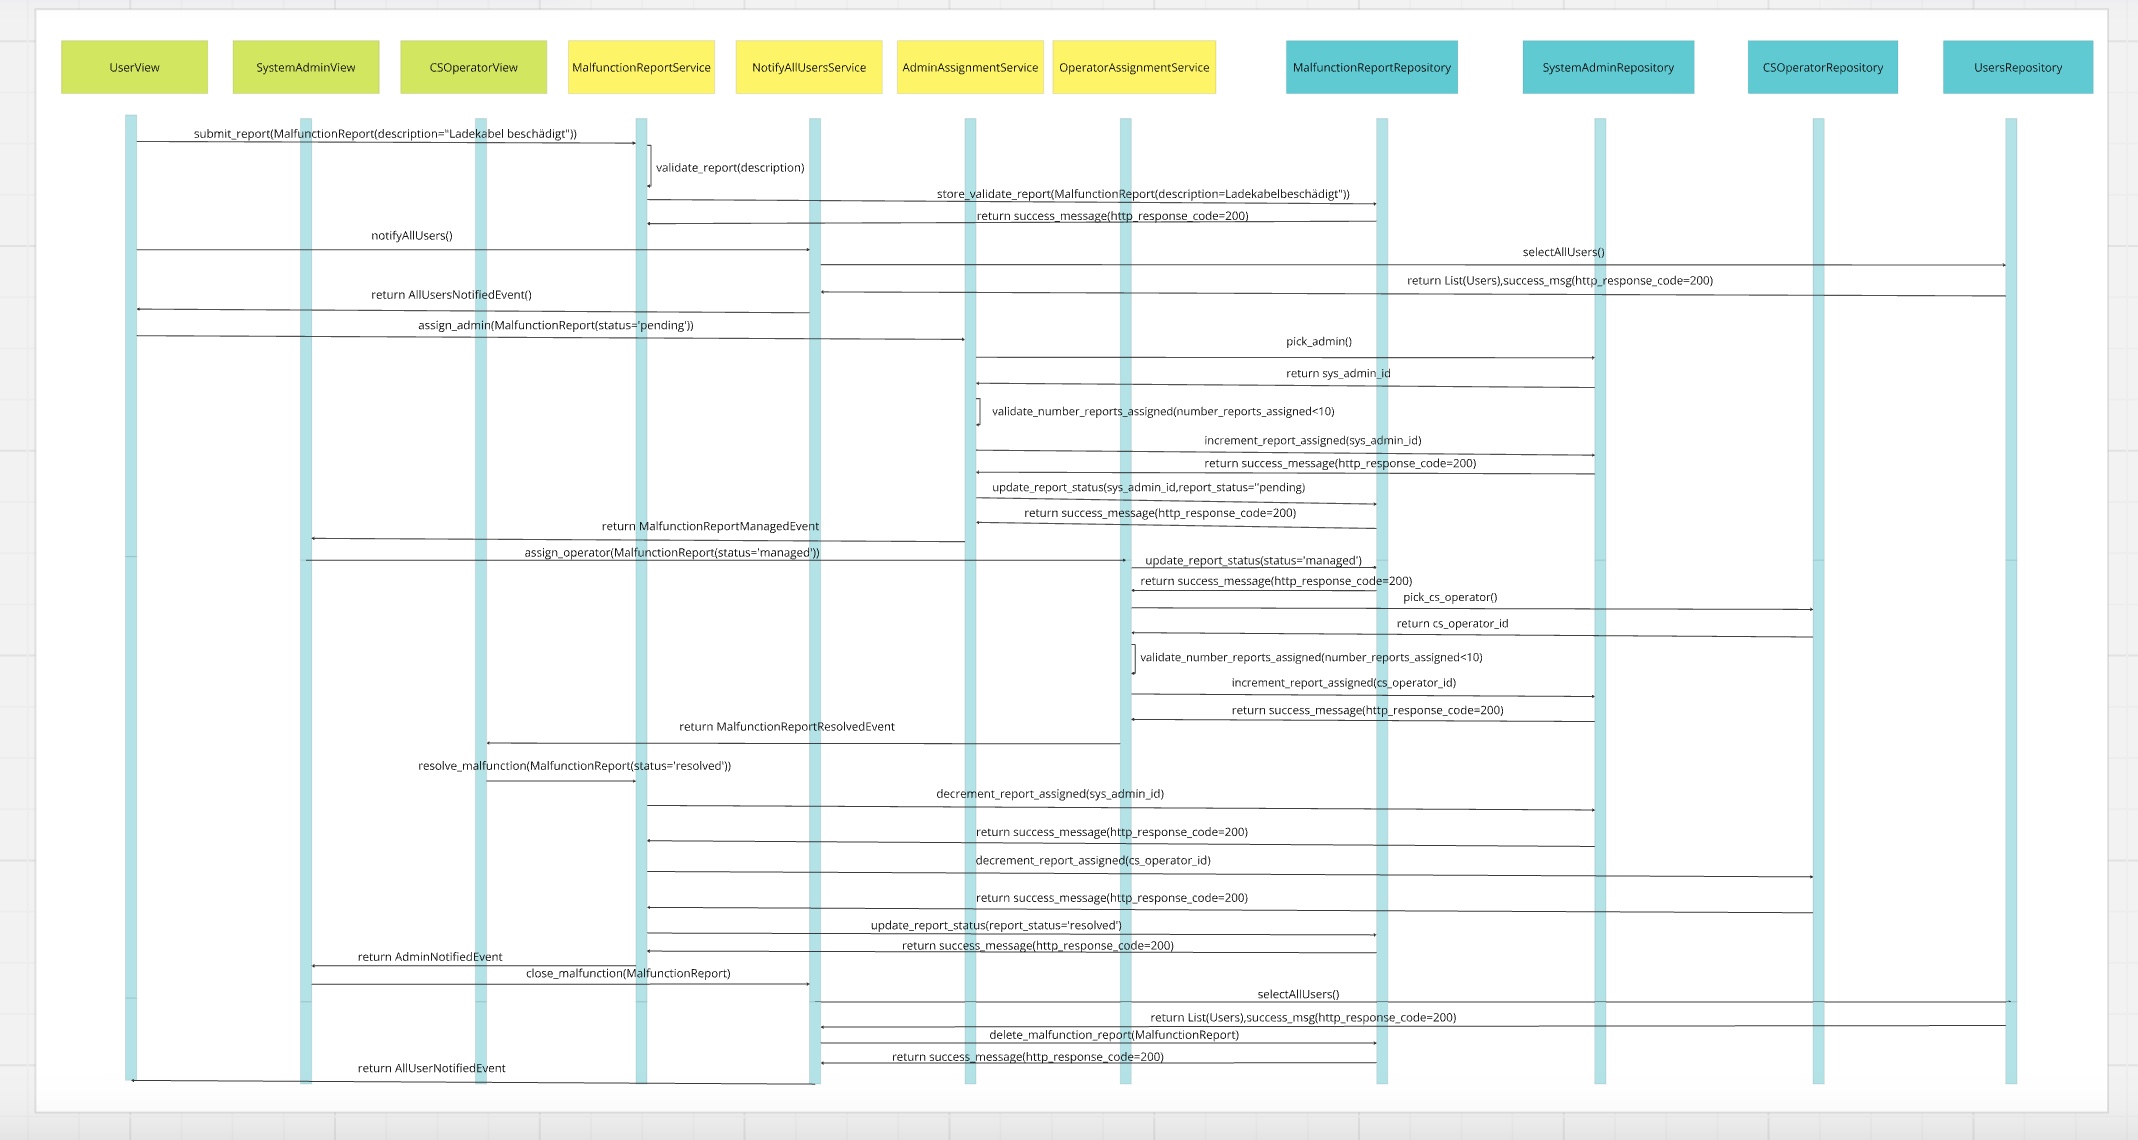 UserView
SystemAdminView
CSOperatorView
MalfunctionReportService
NotifyAllUsersService
AdminAssignmentService
OperatorAssignmentService
MalfunctionReportRepository
SystemAdminRepository
CSOperatorRepository
UsersRepository
submit_report(MalfunctionReport(description="Ladekabel beschädigt"))
validate_report(description)
store_validate_report(MalfunctionReport(description=Ladekabelbeschädigt"))
return success_message(http_response_code=200)
notifyAllUsers()
selectAllUsers()
return List(Users),success_msg(http_response_code=200)
return AllUsersNotifiedEvent()
assign_admin(MalfunctionReport(status='pending'))
pick_admin()
return sys_admin_id
validate_number_reports_assigned(number_reports_assigned<10)
increment_report_assigned(sys_admin_id)
return success_message(http_response_code=200)
update_report_status(sys_admin_id,report_status=''pending)
return success_message(http_response_code=200)
return MalfunctionReportManagedEvent
assign_operator(MalfunctionReport(status='managed'))
update_report_status(status='managed')
return success_message(http_response_code=200)
pick_cs_operator()
return cs_operator_id
validate_number_reports_assigned(number_reports_assigned<10)
increment_report_assigned(cs_operator_id)
return success_message(http_response_code=200)
return MalfunctionReportResolvedEvent
resolve_malfunction(MalfunctionReport(status='resolved'))
decrement_report_assigned(sys_admin_id)
return success_message(http_response_code=200)
decrement_report_assigned(cs_operator_id)
return success_message(http_response_code=200)
update_report_status(report_status='resolved')
return success_message(http_response_code=200)
return AdminNotifiedEvent
close_malfunction(MalfunctionReport)
selectAllUsers()
return List(Users),success_msg(http_response_code=200)
delete_malfunction_report(MalfunctionReport)
return success_message(http_response_code=200)
return AllUserNotifiedEvent